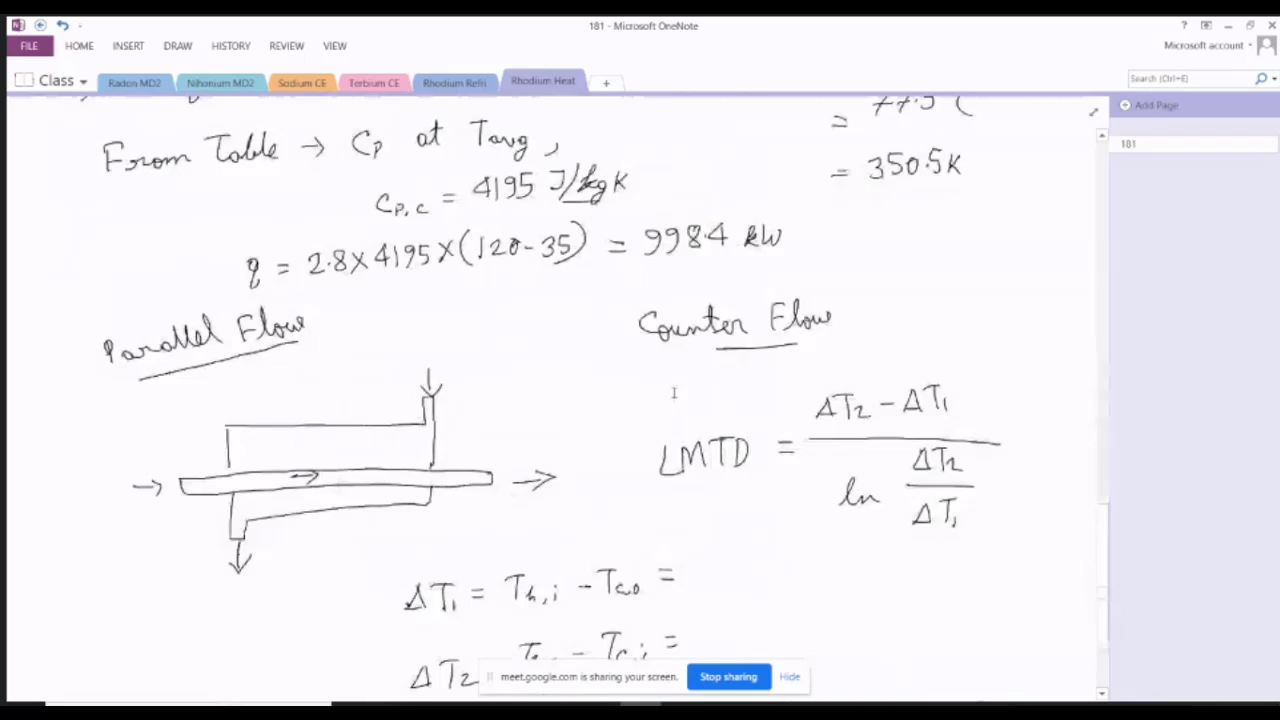 181 - Microsoft OneNote
FILE HOME INSERT DRAW HISTORY REVIEW VIEW
Microsoft account
Class
Radon MD2 Nihonium MD2 Sodium CE Terbium CE Rhodium Refri Rhodium Heat +
Search (Ctrl+E)
Add Page
181
From Table → Cp at Tavg,
=
= 350.5K
Cp,c = 4195 J/kgK
q = 2.8×4195×(120-35) = 998.4 kW
Parallel Flow
Counter Flow
LMTD = ΔT2 - ΔT1
ln ΔT2
ΔT1
ΔT1 = Th,i - Tc,o =
ΔT2 - Tc,i =
meet.google.com is sharing your screen. Stop sharing Hide